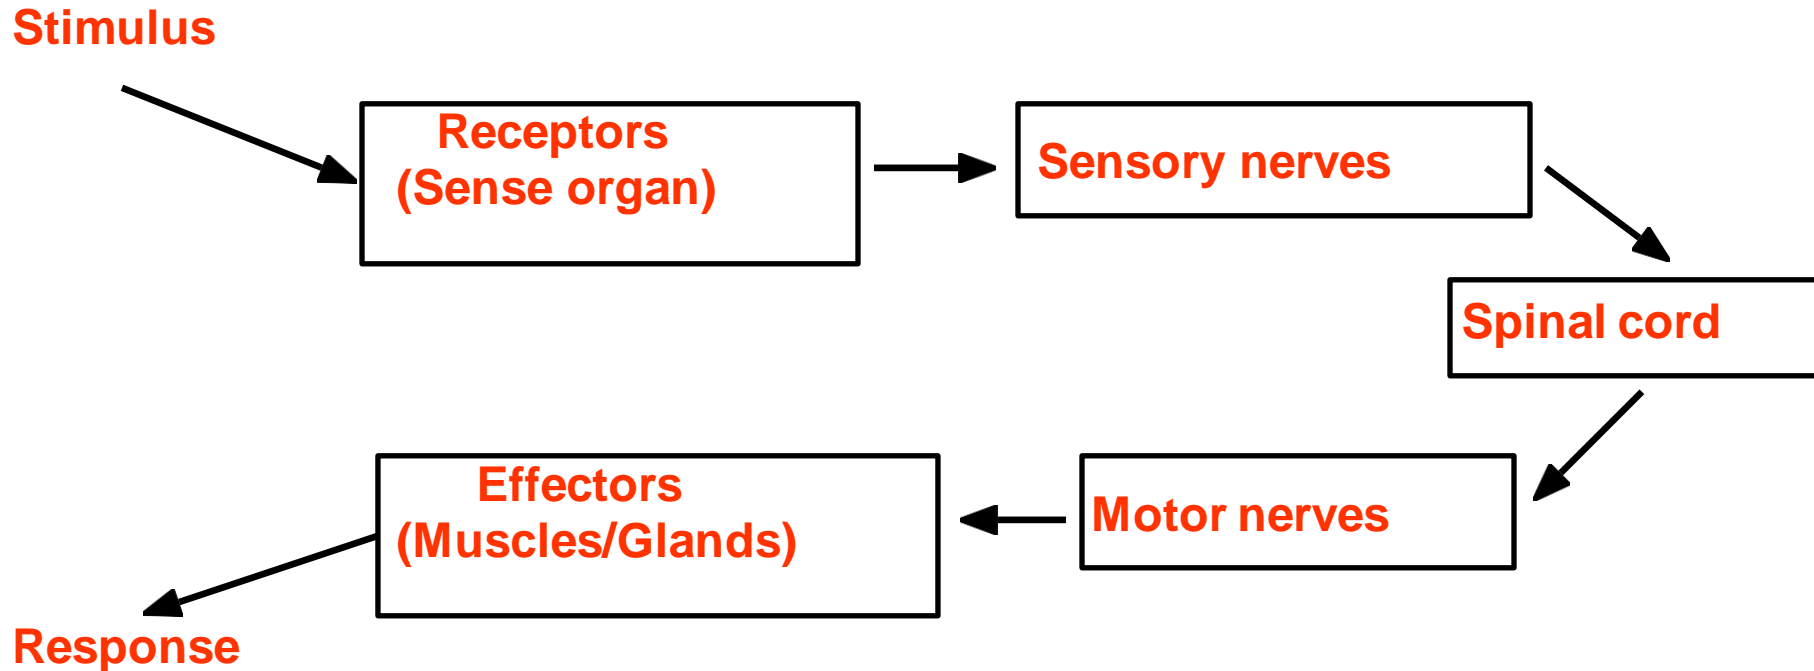 Stimulus
Receptors
(Sense organ)
Sensory nerves
Spinal cord
Motor nerves
Effectors
(Muscles/Glands)
Response